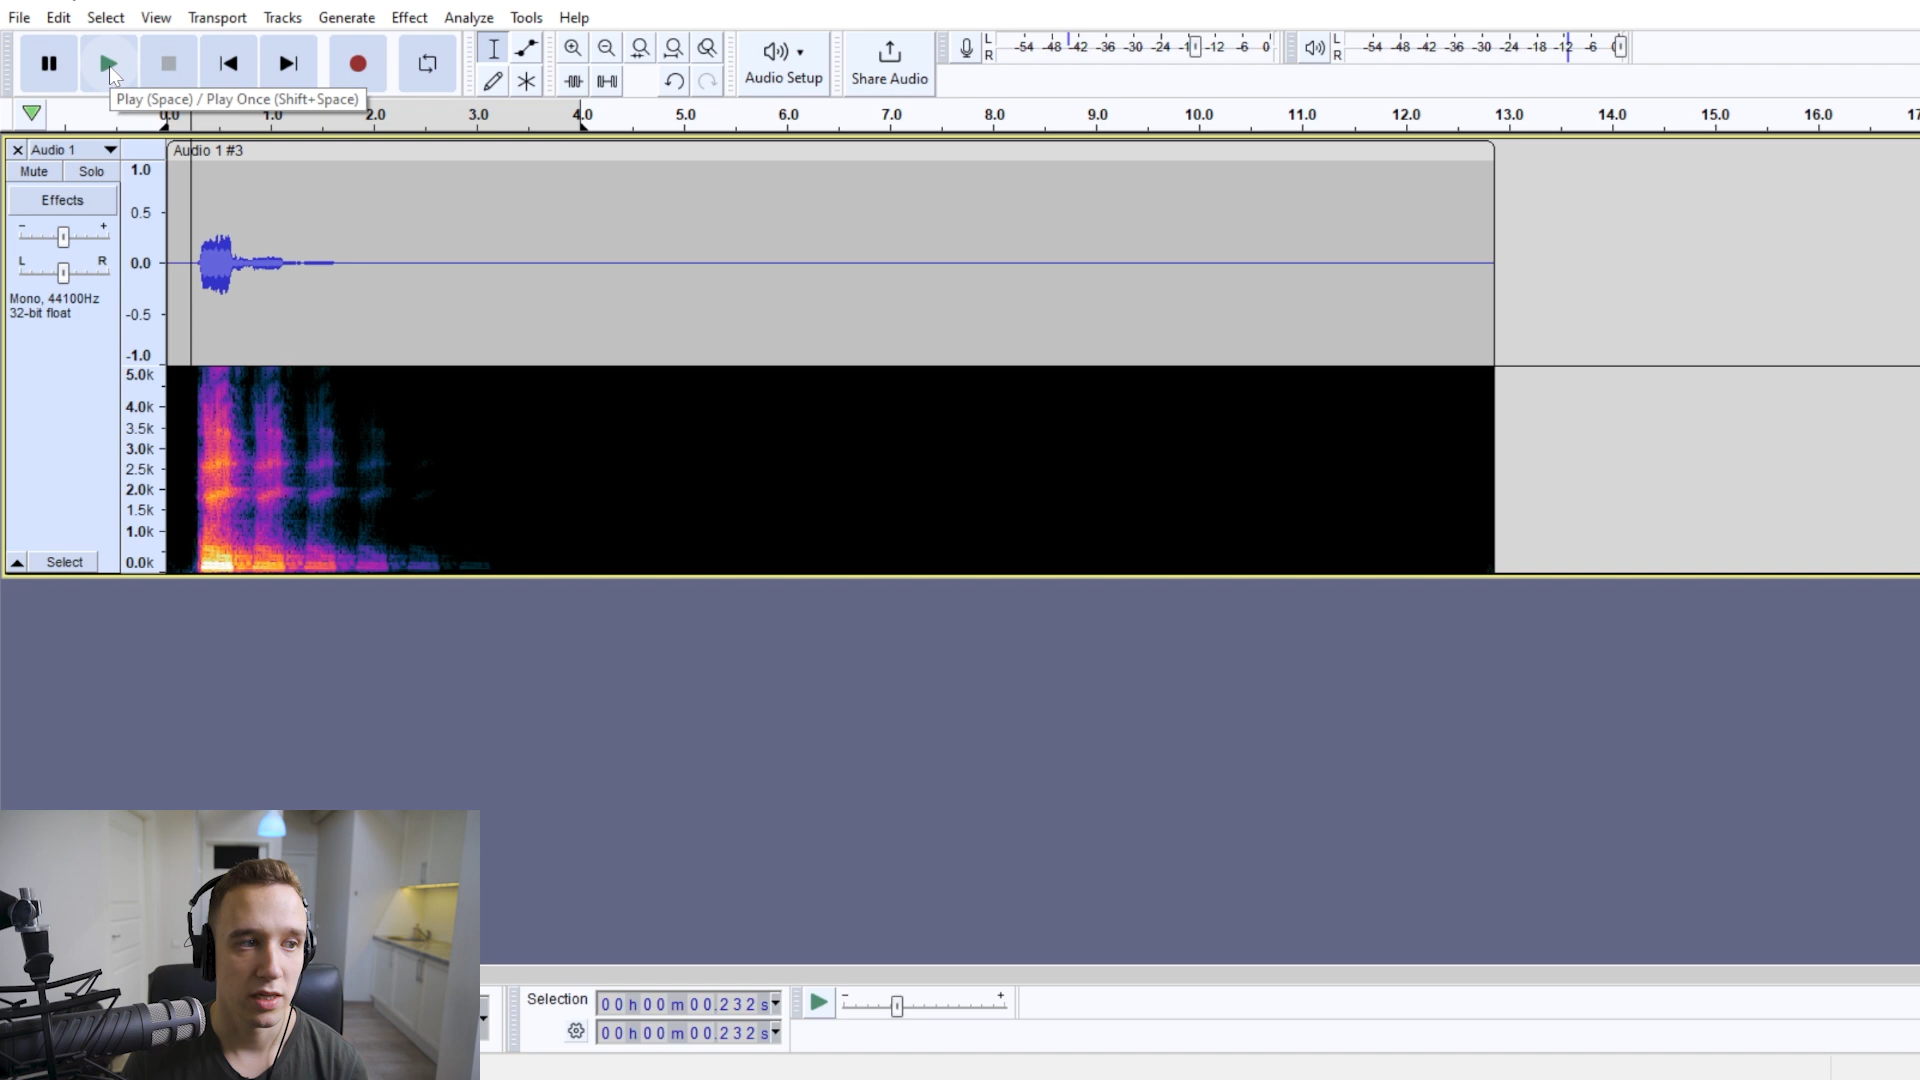 File Edit Select View Transport Tracks Generate Effect Analyze Tools Help
L -54 -48 -42 -36 -30 -24 -12 -6 0 L -54 -48 -42 -36 -30 -24 -18 -12 -6
R R
Audio Setup Share Audio
Play (Space) / Play Once (Shift+Space)
0.0 1.0 2.0 3.0 4.0 5.0 6.0 7.0 8.0 9.0 10.0 11.0 12.0 13.0 14.0 15.0 16.0 17
Audio 1 Audio 1 #3
Mute Solo 1.0
Effects
0.5
- +
L R 0.0
Mono, 44100Hz
32-bit float -0.5
-1.0
5.0k
4.0k
3.5k
3.0k
2.5k
2.0k
1.5k
1.0k
Select 0.0k
Selection 00h00m00.232s - +
00h00m00.232s